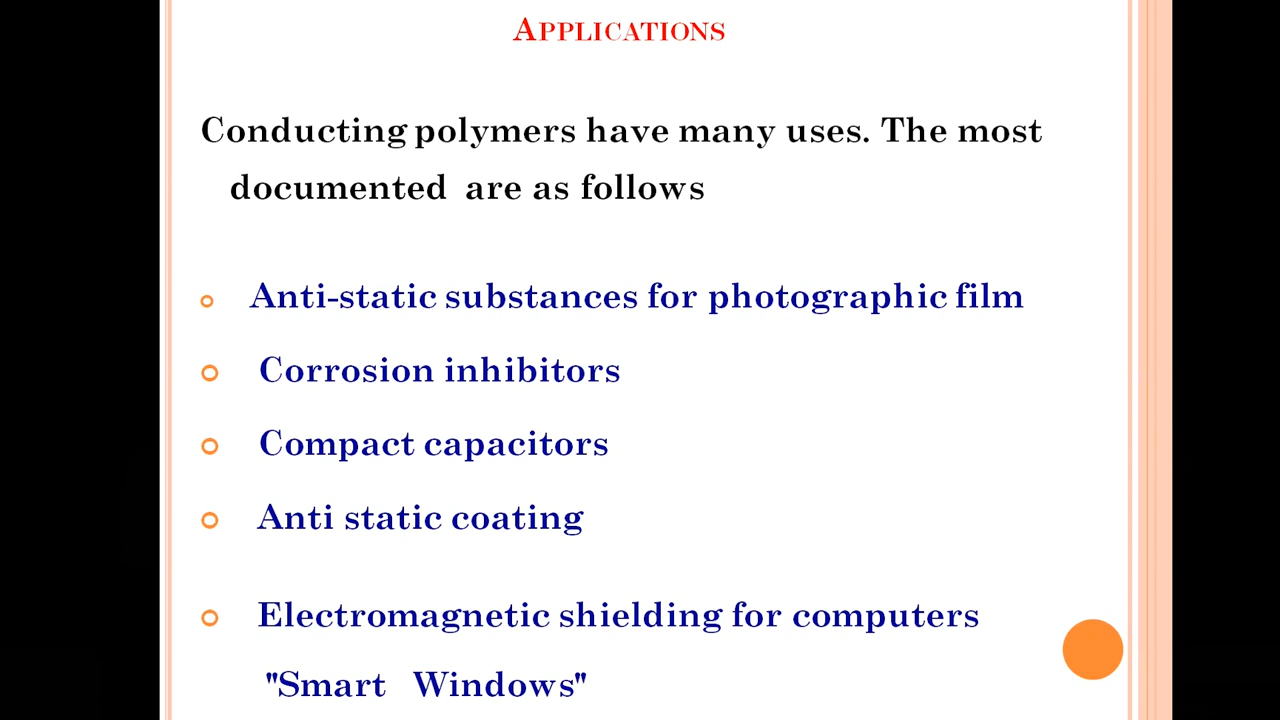 APPLICATIONS
Conducting polymers have many uses. The most
documented are as follows
Anti-static substances for photographic film
Corrosion inhibitors
Compact capacitors
Anti static coating
Electromagnetic shielding for computers
"Smart Windows"